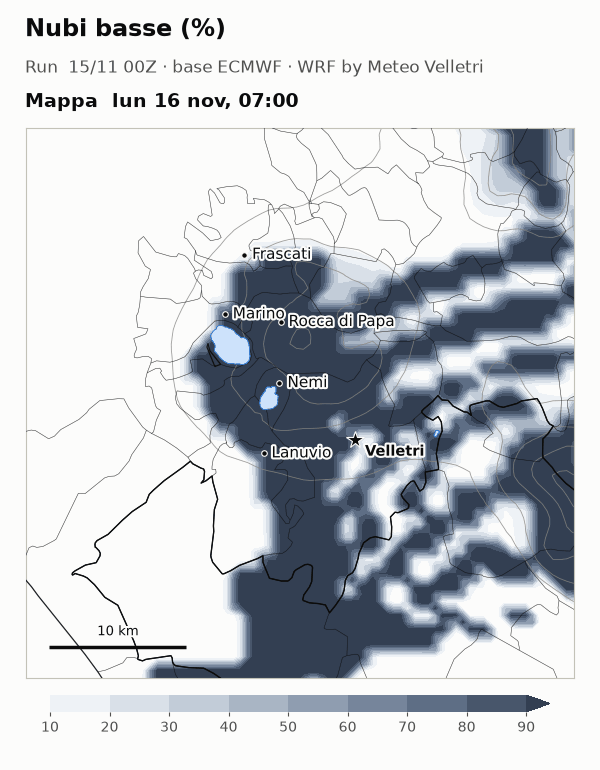 Nubi basse (%)
Run  15/11 00Z · base ECMWF · WRF by Meteo Velletri
Mappa  lun 16 nov, 07:00
Frascati
Marino
Rocca di Papa
Nemi
Velletri
Lanuvio
10 km
10 20 30 40 50 60 70 80 90